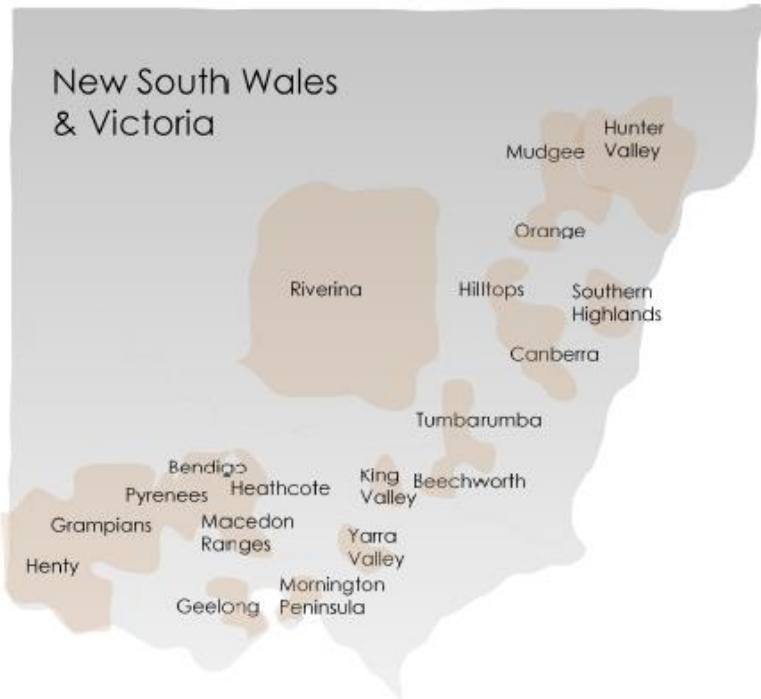 New South Wales
& Victoria
Hunter
Valley
Mudgee
Orange
Riverina
Hilltops
Southern
Highlands
Canberra
Tumbarumba
Bendigo
Heathcote
King
Valley
Beechworth
Pyrenees
Grampians
Macedon
Ranges
Yarra
Valley
Henty
Geelong
Mornington
Peninsula